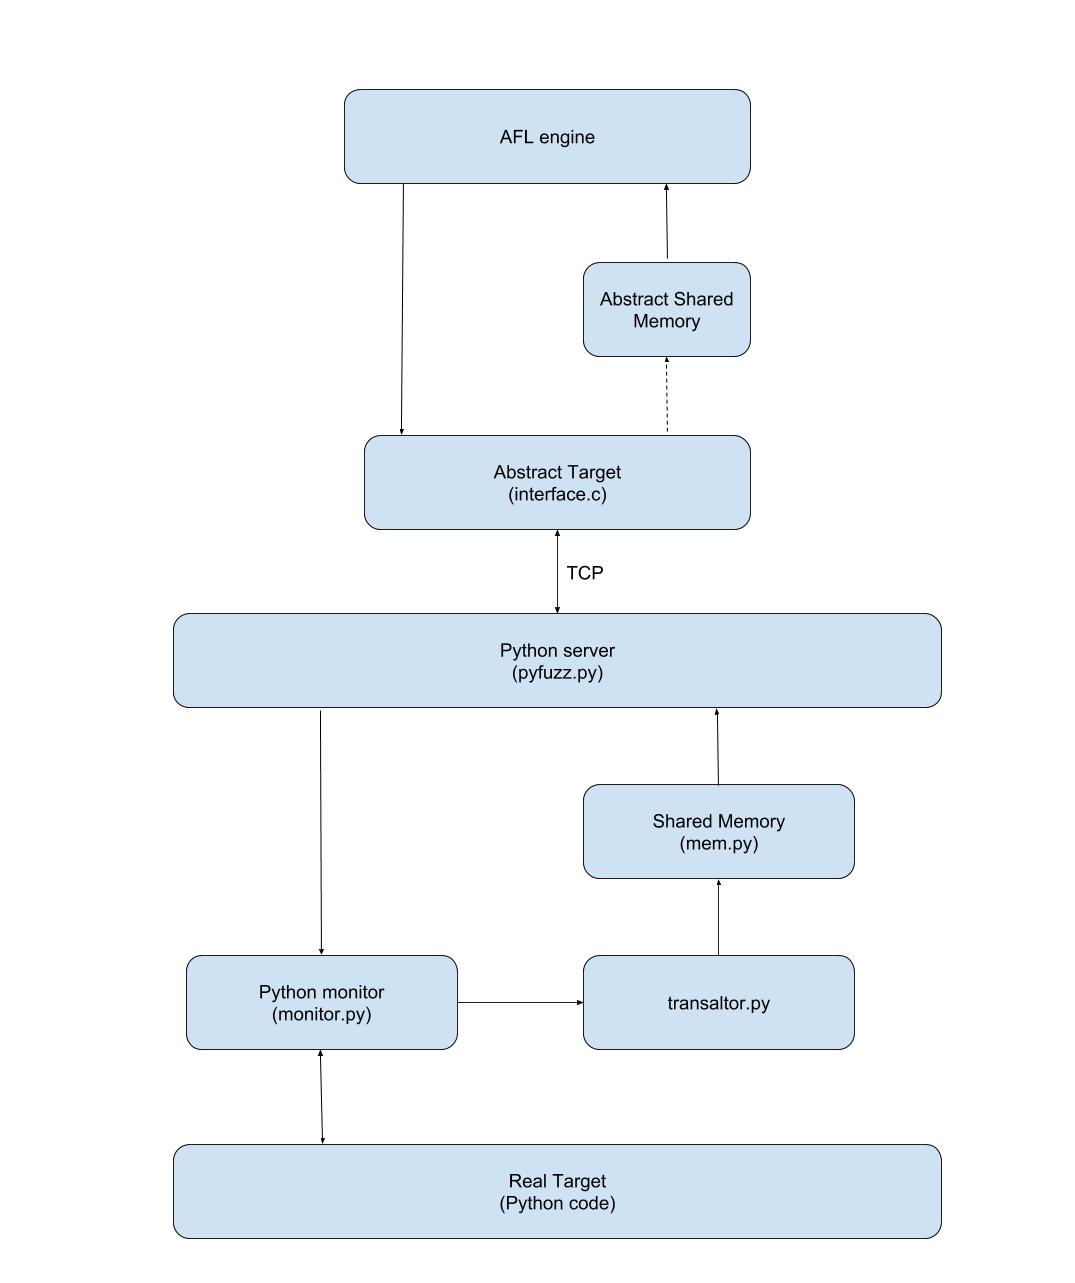 AFL engine
Abstract Shared
Memory
Abstract Target
(interface.c)
TCP
Python server
(pyfuzz.py)
Shared Memory
(mem.py)
Python monitor
(monitor.py)
transaltor.py
Real Target
(Python code)